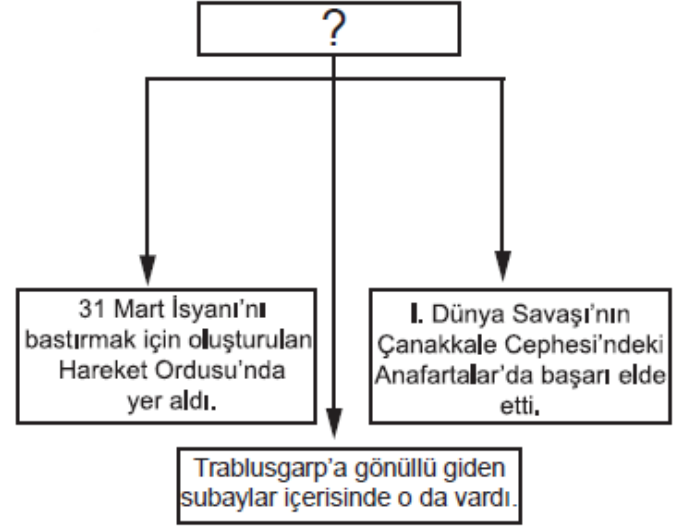 ?
31 Mart İsyanı'nı
bastırmak için oluşturulan
Hareket Ordusu'nda
yer aldı.
I. Dünya Savaşı'nın
Çanakkale Cephesi'ndeki
Anafartalar'da başarı elde
etti.
Trablusgarp'a gönüllü giden
subaylar içerisinde o da vardı.